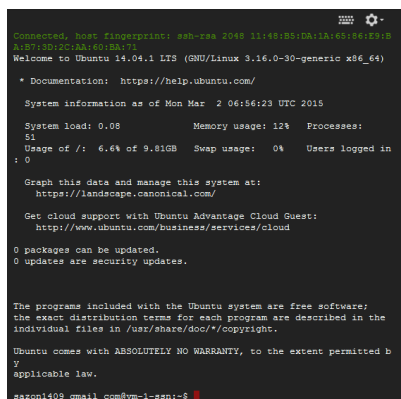 Connected, host fingerprint: ssh-rsa 2048 11:48:B5:DA:1A:65:86:E9:B
A:B7:3D:2C:AA:60:BA:71
Welcome to Ubuntu 14.04.1 LTS (GNU/Linux 3.16.0-30-generic x86_64)
* Documentation:  https://help.ubuntu.com/
System information as of Mon Mar  2 06:56:23 UTC 2015
System load: 0.08              Memory usage: 12%   Processes:
51
Usage of /:  6.6% of 9.81GB   Swap usage:   0%    Users logged in
: 0
Graph this data and manage this system at:
https://landscape.canonical.com/
Get cloud support with Ubuntu Advantage Cloud Guest:
http://www.ubuntu.com/business/services/cloud
0 packages can be updated.
0 updates are security updates.
The programs included with the Ubuntu system are free software;
the exact distribution terms for each program are described in the
individual files in /usr/share/doc/*/copyright.
Ubuntu comes with ABSOLUTELY NO WARRANTY, to the extent permitted b
y
applicable law.
sazon1409_gmail_com@vm-1-ssn:~$